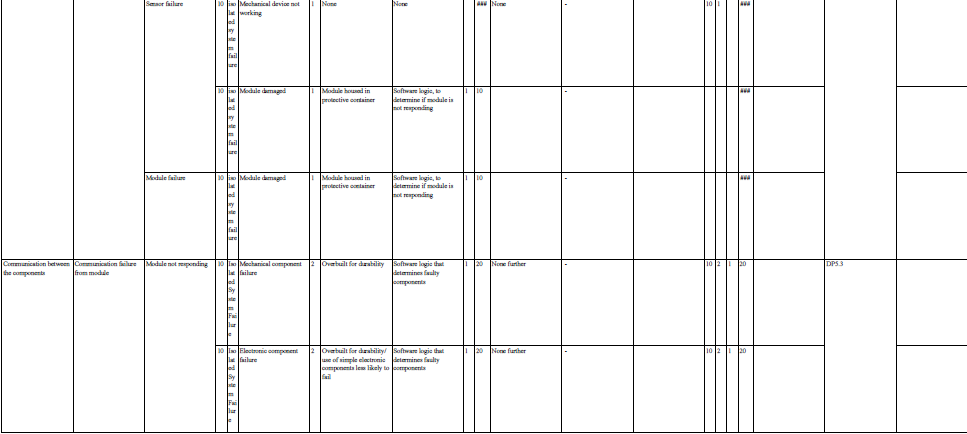 Sensor failure 10 iso Mechanical device not 1 None None ### None - 10 1 ###
lat working
ed
sy
ste
m
fail
ure
10 iso Module damaged 1 Module housed in Software logic, to 1 10 - ###
lat protective container determine if module is
ed not responding
sy
ste
m
fail
ure
Module failure 10 iso Module damaged 1 Module housed in Software logic, to 1 10 - ###
lat protective container determine if module is
ed not responding
sy
ste
m
fail
ure
Communication between Communication failure Module not responding 10 Iso Mechanical component 2 Overbuilt for durability Software logic that 1 20 None further - 10 2 1 20 DP5.3
the components from module lat failure determines faulty
ed components
Sy
ste
m
Fai
lur
e
10 Iso Electronic component 2 Overbuilt for durability/ Software logic that 1 20 None further - 10 2 1 20
lat failure use of simple electronic determines faulty
ed components less likely to components
Sy fail
ste
m
Fai
lur
e